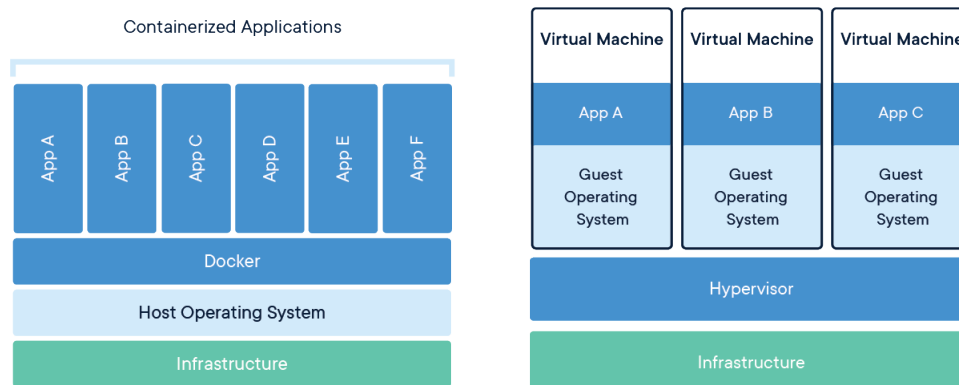 Containerized Applications
App A
App B
App C
App D
App E
App F
Docker
Host Operating System
Infrastructure
Virtual Machine
App A
Guest
Operating
System
Virtual Machine
App B
Guest
Operating
System
Virtual Machine
App C
Guest
Operating
System
Hypervisor
Infrastructure